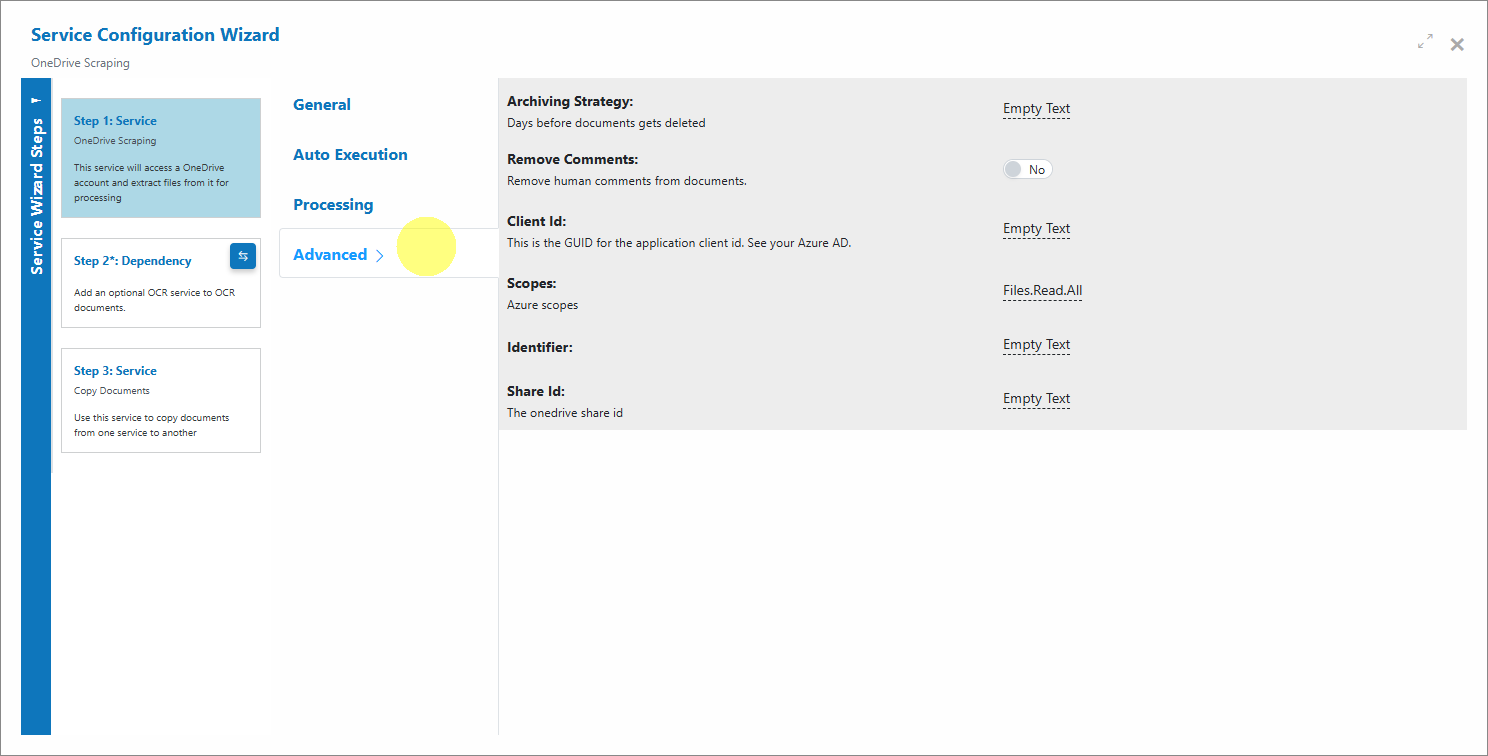 Service Configuration Wizard
OneDrive Scraping
Service Wizard Steps
Step 1: Service
OneDrive Scraping
This service will access a OneDrive
account and extract files from it for
processing
Step 2*: Dependency
Add an optional OCR service to OCR
documents.
Step 3: Service
Copy Documents
Use this service to copy documents
from one service to another
General
Auto Execution
Processing
Advanced
Archiving Strategy:
Days before documents gets deleted
Empty Text
Remove Comments:
Remove human comments from documents.
No
Client Id:
This is the GUID for the application client id. See your Azure AD.
Empty Text
Scopes:
Azure scopes
Files.Read.All
Identifier:
Empty Text
Share Id:
The onedrive share id
Empty Text